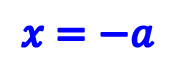 x = −a